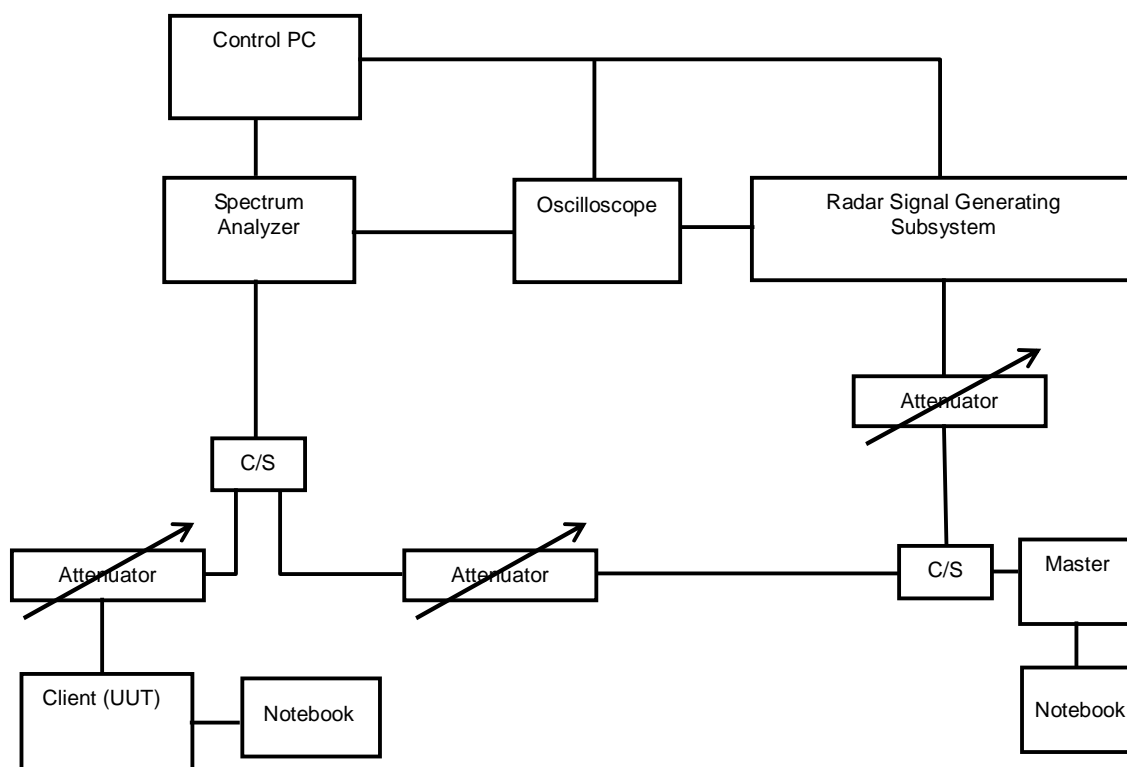 Control PC
Spectrum
Analyzer
Oscilloscope
Radar Signal Generating
Subsystem
Attenuator
C/S
Attenuator
Attenuator
C/S
Master
Client (UUT)
Notebook
Notebook